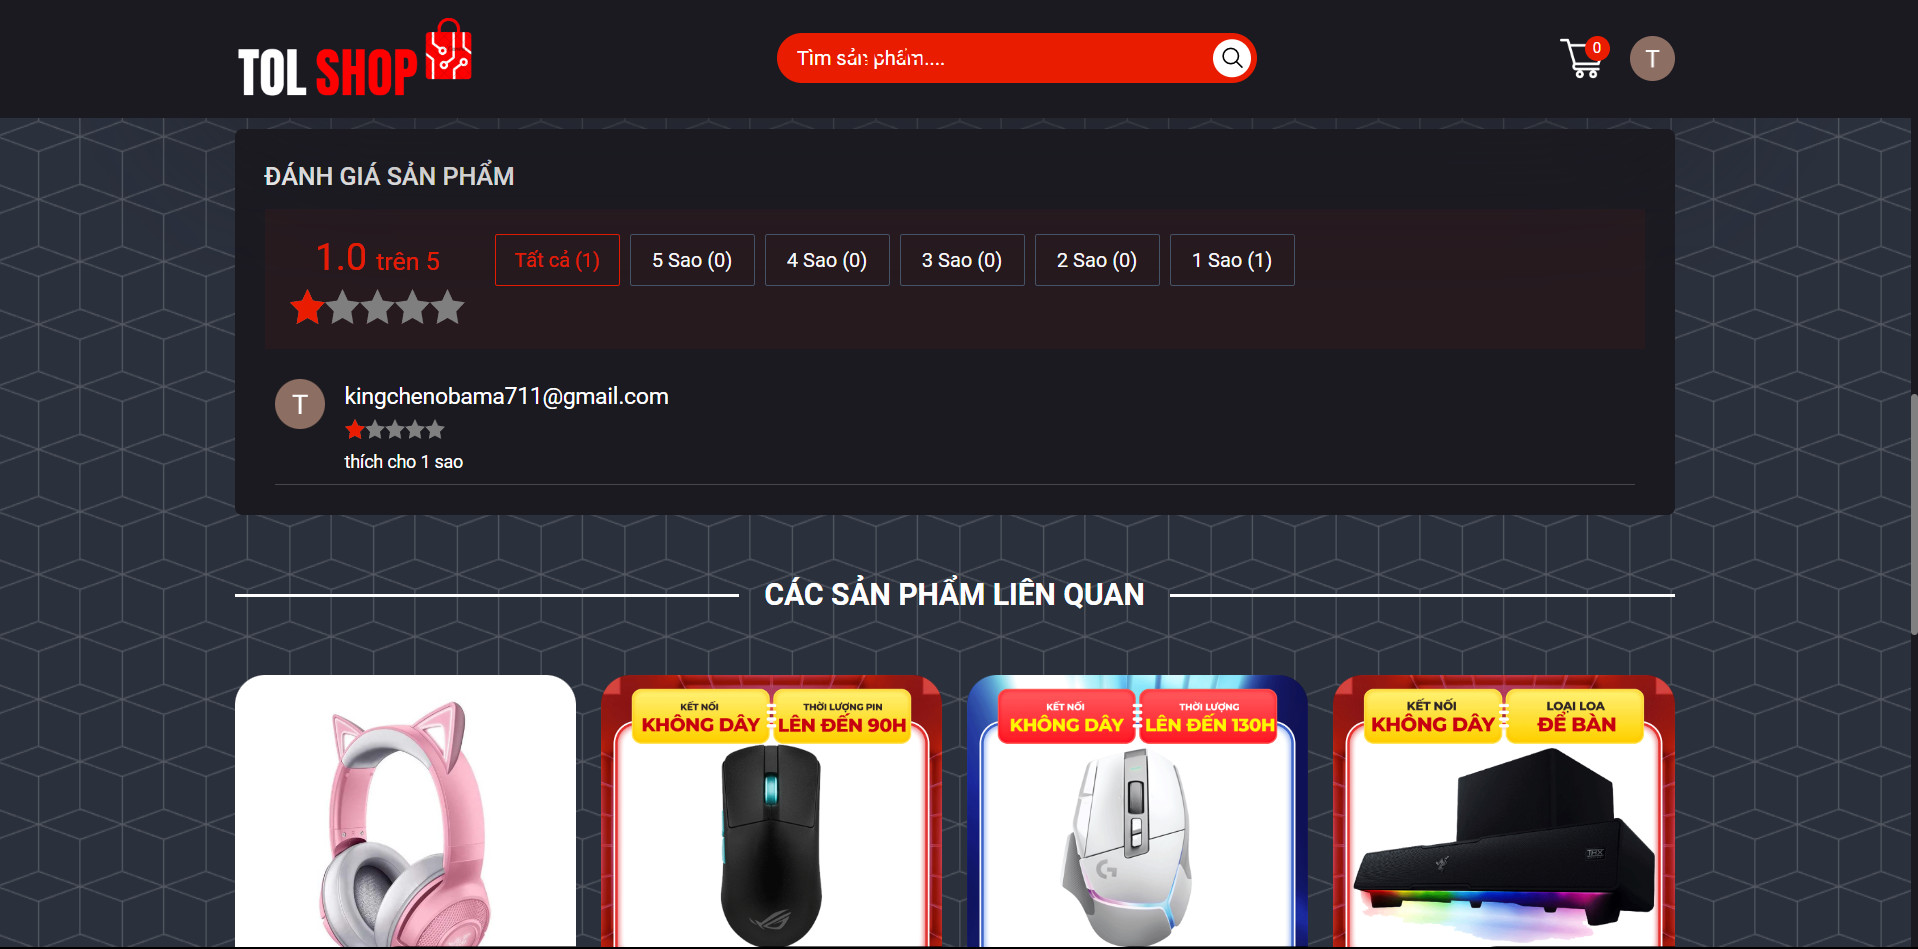 TOL SHOP
Tìm sản phẩm....
0
T
ĐÁNH GIÁ SẢN PHẨM
1.0 trên 5
Tất cả (1)
5 Sao (0)
4 Sao (0)
3 Sao (0)
2 Sao (0)
1 Sao (1)
T
kingchenobama711@gmail.com
thích cho 1 sao
CÁC SẢN PHẨM LIÊN QUAN
KẾT NỐI
KHÔNG DÂY
THỜI LƯỢNG PIN
LÊN ĐẾN 90H
KẾT NỐI
KHÔNG DÂY
THỜI LƯỢNG
LÊN ĐẾN 130H
G
KẾT NỐI
KHÔNG DÂY
LOẠI LOA
ĐỂ BÀN
THX